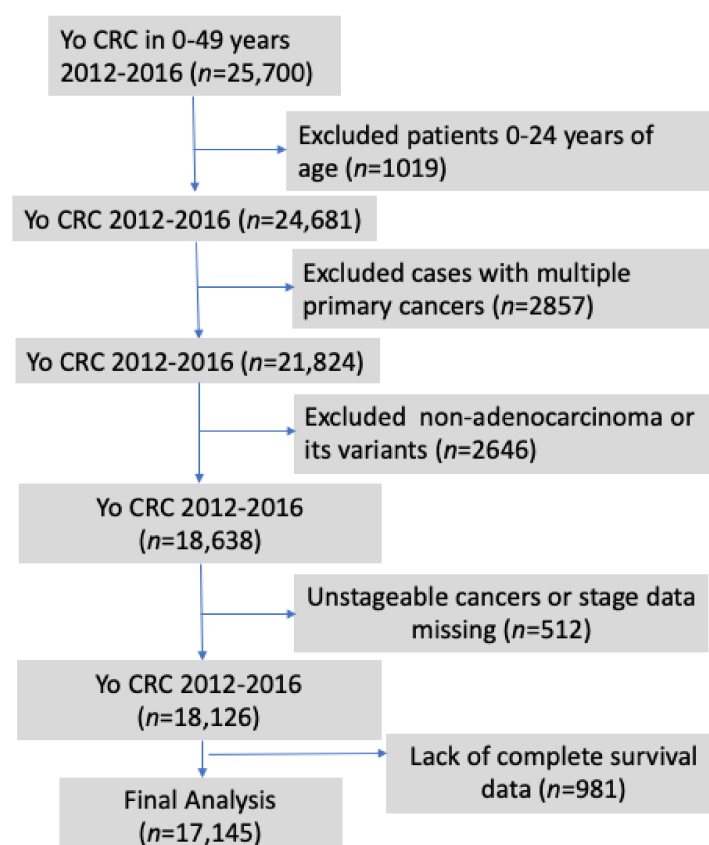 Yo CRC in 0-49 years
2012-2016 (n=25,700)
Excluded patients 0-24 years of
age (n=1019)
Yo CRC 2012-2016 (n=24,681)
Excluded cases with multiple
primary cancers (n=2857)
Yo CRC 2012-2016 (n=21,824)
Excluded non-adenocarcinoma or
its variants (n=2646)
Yo CRC 2012-2016
(n=18,638)
Unstageable cancers or stage data
missing (n=512)
Yo CRC 2012-2016
(n=18,126)
Lack of complete survival
data (n=981)
Final Analysis
(n=17,145)